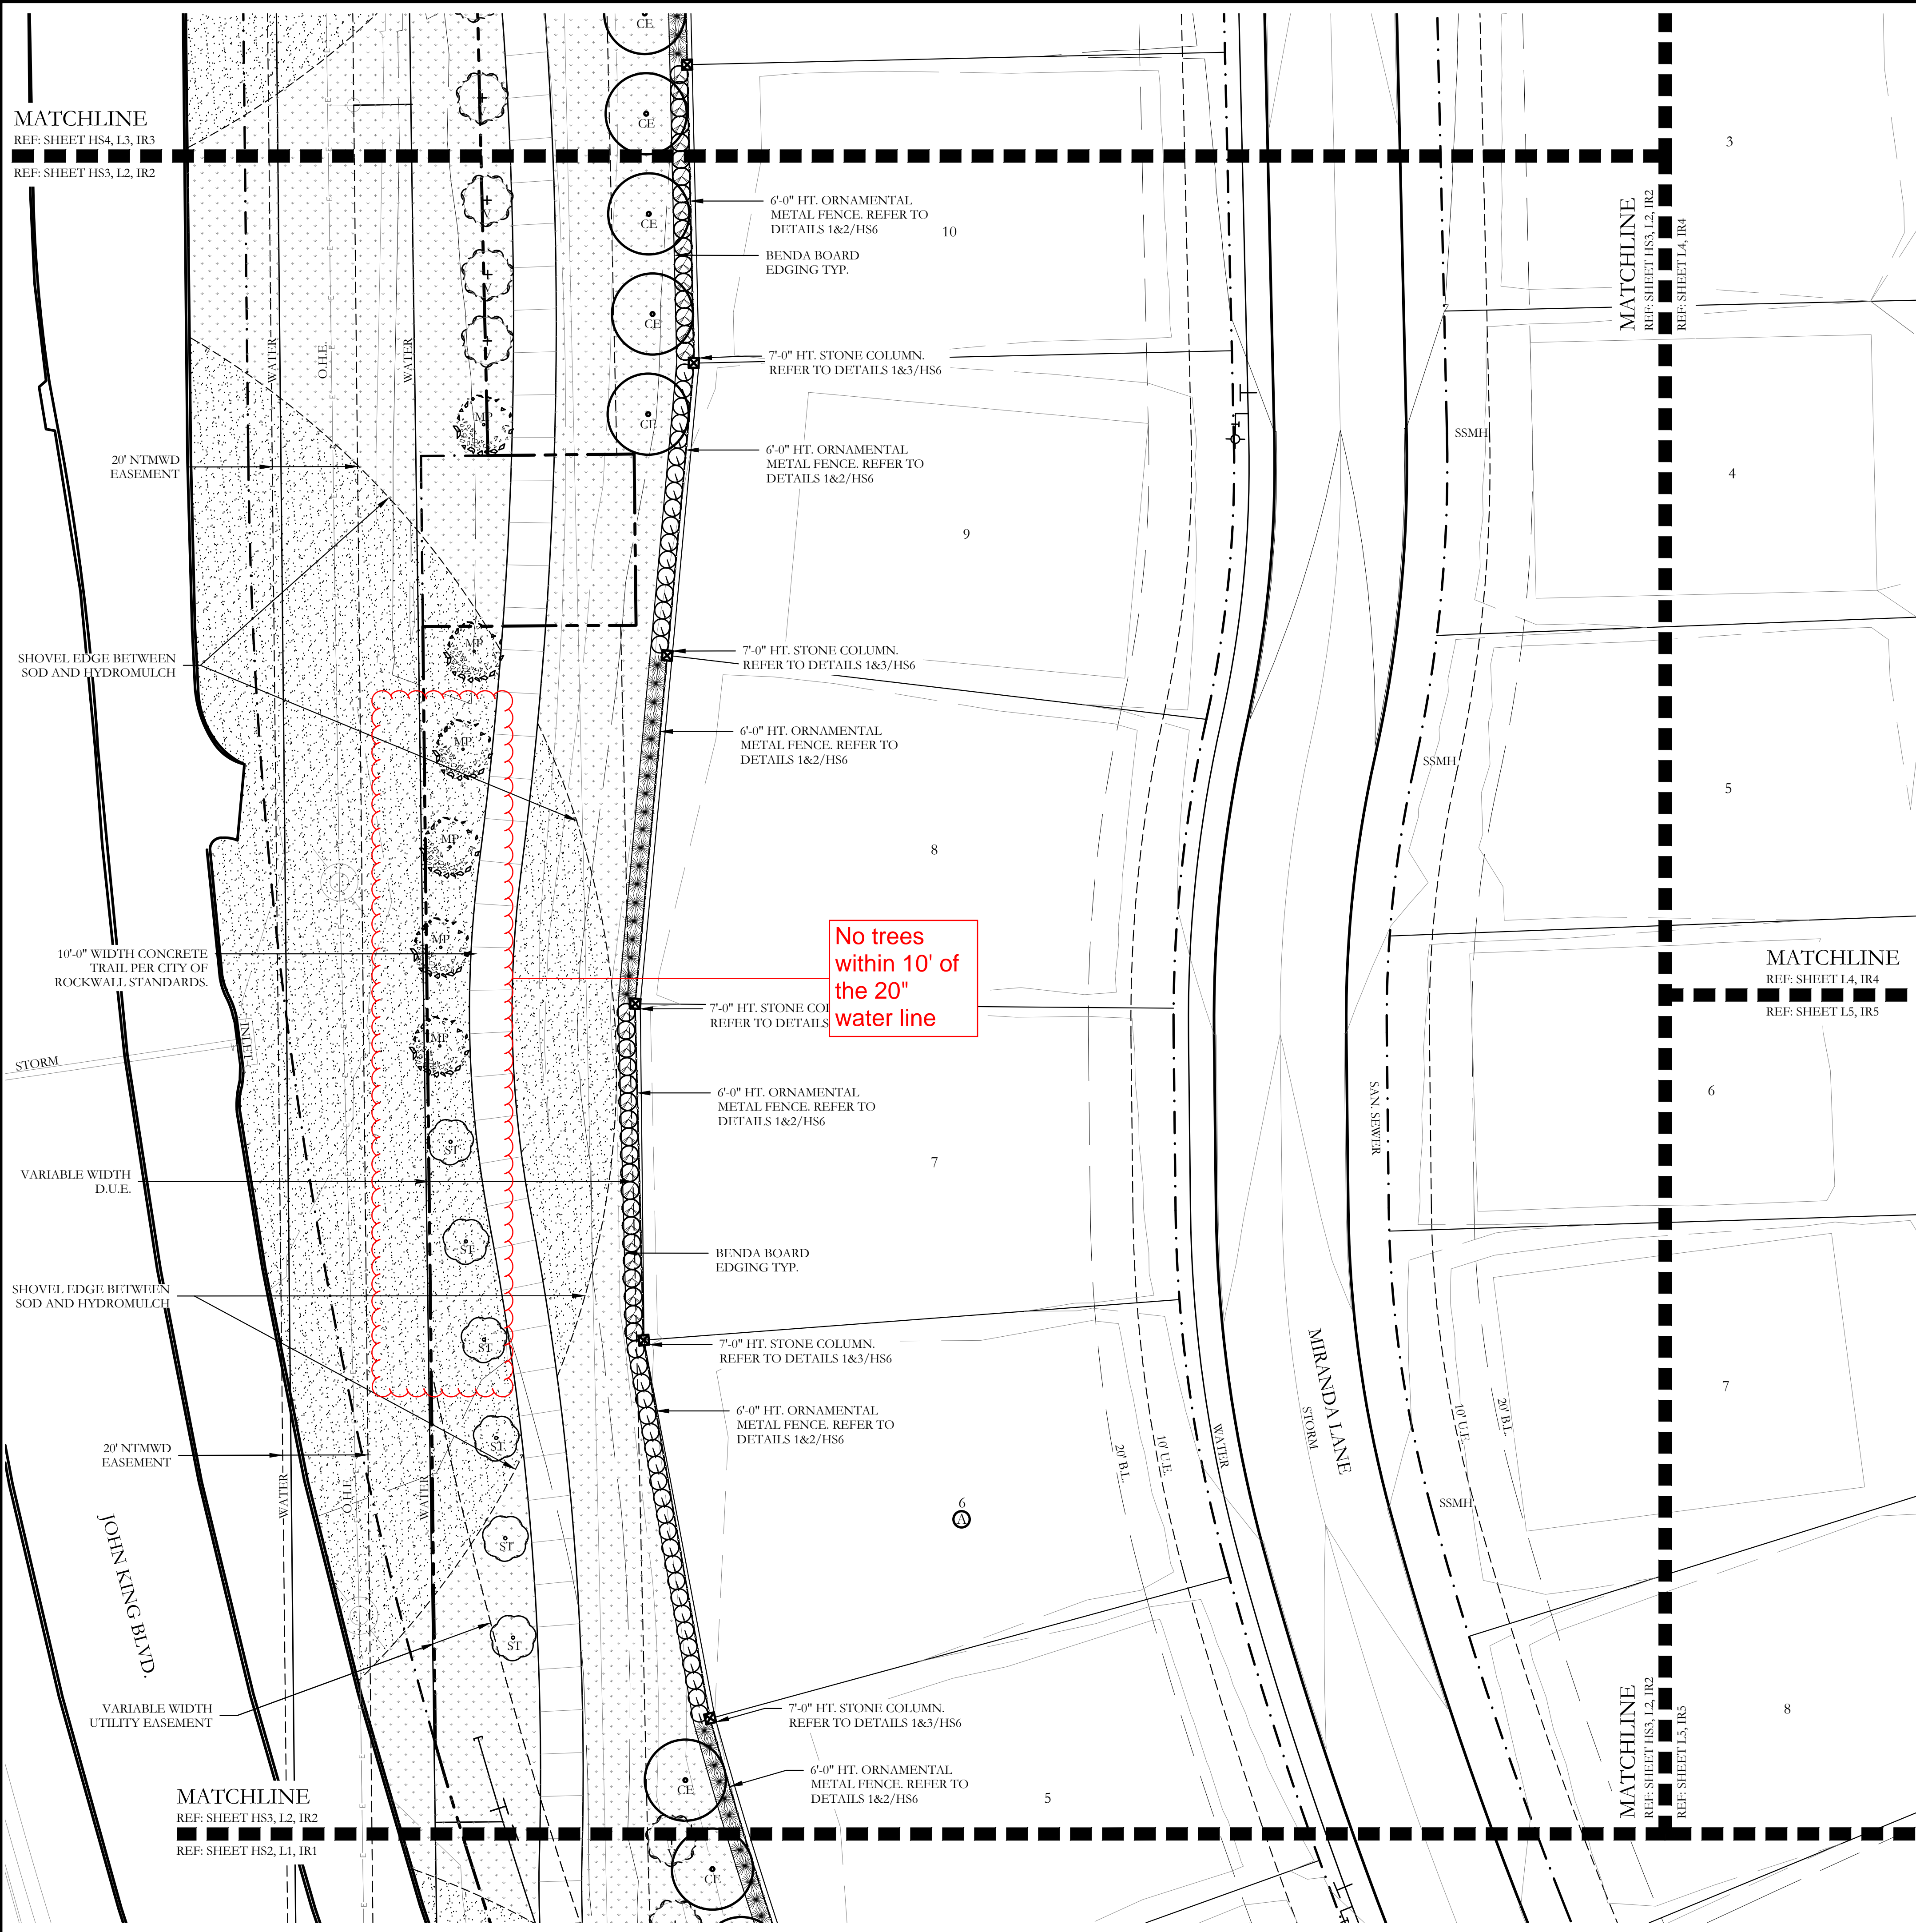 CE
CE
MATCHLINE
REF: SHEET HS4, L3, IR3
REF: SHEET HS3, L2, IR2
3
V
CE
6'-0" HT. ORNAMENTAL
METAL FENCE. REFER TO
DETAILS 1&2/HS6
10
BENDA BOARD
EDGING TYP.
MATCHLINE
REF: SHEET HS3, L2, IR2
REF: SHEET L4, IR4
V
CE
V
WATER
O.H.E.
WATER
7'-0" HT. STONE COLUMN.
REFER TO DETAILS 1&3/HS6
MP
CE
SSMH
20' NTMWD
EASEMENT
6'-0" HT. ORNAMENTAL
METAL FENCE. REFER TO
DETAILS 1&2/HS6
4
9
SHOVEL EDGE BETWEEN
SOD AND HYDROMULCH
MP
7'-0" HT. STONE COLUMN.
REFER TO DETAILS 1&3/HS6
MP
6'-0" HT. ORNAMENTAL
METAL FENCE. REFER TO
DETAILS 1&2/HS6
SSMH
5
MP
8
10'-0" WIDTH CONCRETE
TRAIL PER CITY OF
ROCKWALL STANDARDS.
MP
No trees
within 10' of
the 20"
water line
MATCHLINE
REF: SHEET L4, IR4
REF: SHEET L5, IR5
7'-0" HT. STONE COL
REFER TO DETAILS
INLET
STORM
MP
6'-0" HT. ORNAMENTAL
METAL FENCE. REFER TO
DETAILS 1&2/HS6
SAN. SEWER
6
ST
VARIABLE WIDTH
D.U.E.
7
ST
BENDA BOARD
EDGING TYP.
SHOVEL EDGE BETWEEN
SOD AND HYDROMULCH
ST
7'-0" HT. STONE COLUMN.
REFER TO DETAILS 1&3/HS6
MIRANDA LANE
7
6'-0" HT. ORNAMENTAL
METAL FENCE. REFER TO
DETAILS 1&2/HS6
STORM
20' B.L.
10' U.E.
WATER
10' U.E.
20' B.L.
20' NTMWD
EASEMENT
ST
WATER
O.H.E.
WATER
SSMH
6
A
ST
JOHN KING BLVD.
ST
VARIABLE WIDTH
UTILITY EASEMENT
7'-0" HT. STONE COLUMN.
REFER TO DETAILS 1&3/HS6
MATCHLINE
REF: SHEET HS3, L2, IR2
REF: SHEET L5, IR5
8
6'-0" HT. ORNAMENTAL
METAL FENCE. REFER TO
DETAILS 1&2/HS6
CE
5
MATCHLINE
REF: SHEET HS3, L2, IR2
REF: SHEET HS2, L1, IR1
CE